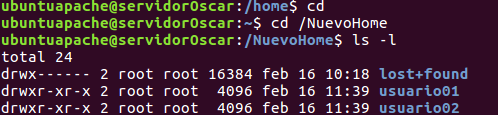 ubuntuapache@servidorOscar:/home$ cd
ubuntuapache@servidorOscar:~$ cd /NuevoHome
ubuntuapache@servidorOscar:/NuevoHome$ ls -l
total 24
drwx------ 2 root root 16384 feb 16 10:18 lost+found
drwxr-xr-x 2 root root  4096 feb 16 11:39 usuario01
drwxr-xr-x 2 root root  4096 feb 16 11:39 usuario02